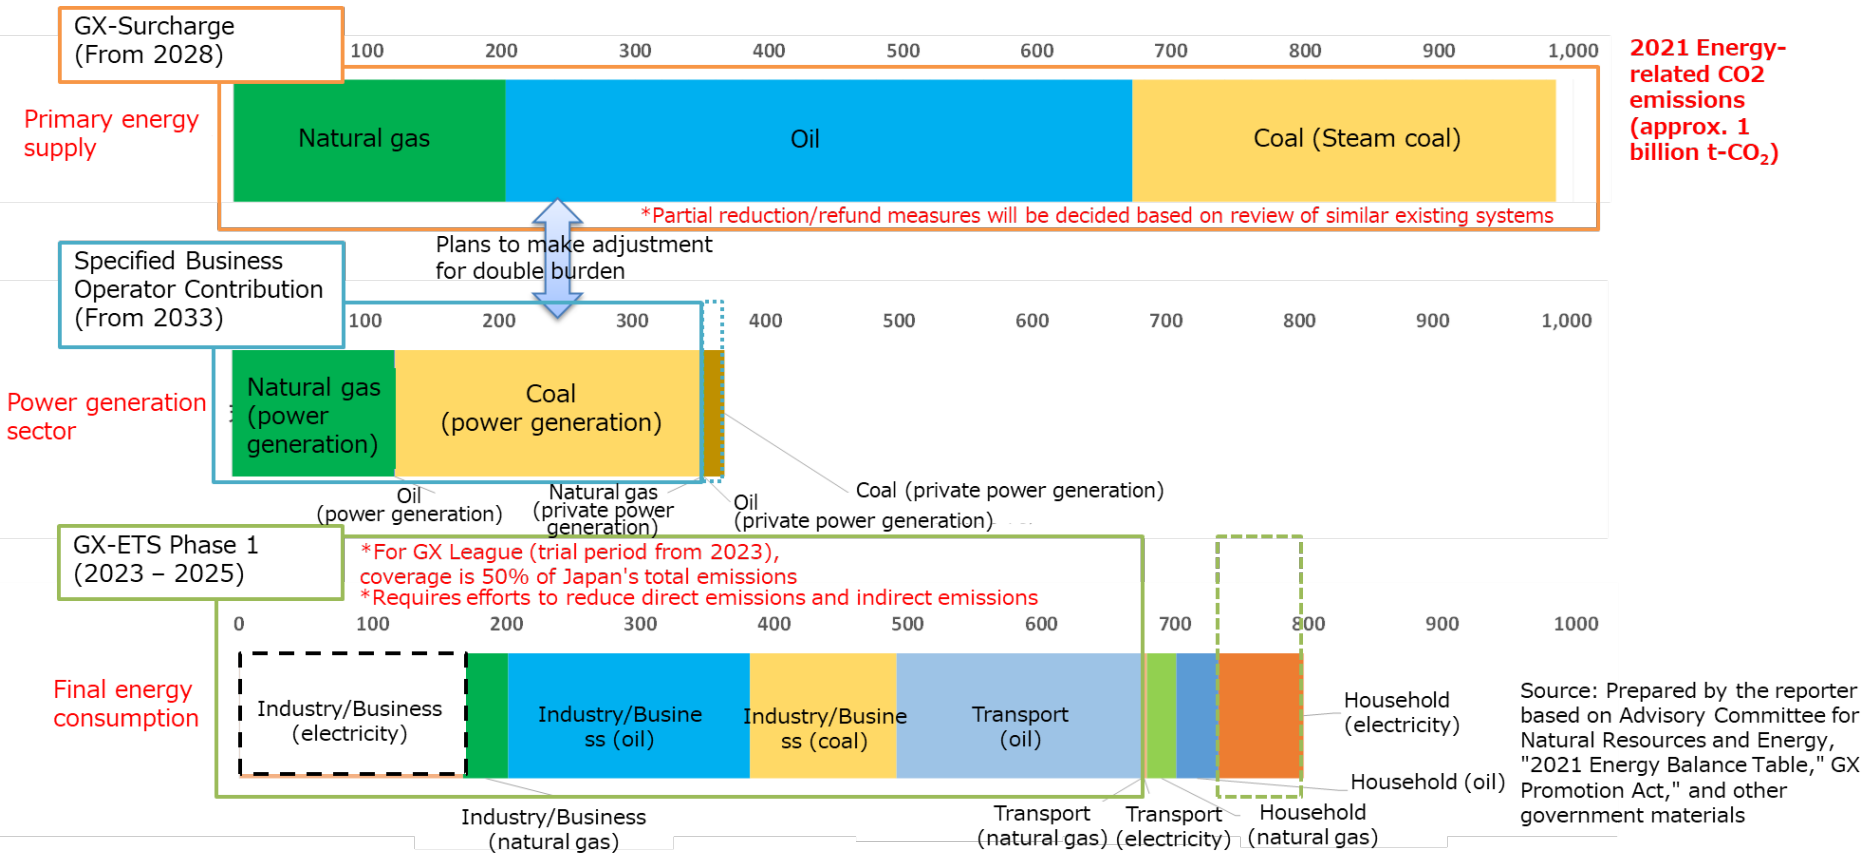 GX-Surcharge
(From 2028)
100 200 300 400 500 600 700 800 900 1,000
2021 Energy-
related CO2
emissions
(approx. 1
billion t-CO₂)
Primary energy
supply
Natural gas
Oil
Coal (Steam coal)
*Partial reduction/refund measures will be decided based on review of similar existing systems
Plans to make adjustment
for double burden
Specified Business
Operator Contribution
(From 2033)
100 200 300 400 500 600 700 800 900 1,000
Power generation
sector
Natural gas
(power
generation)
Coal
(power generation)
Oil
(power generation)
Natural gas
(private power
generation)
Oil
(private power generation)
Coal (private power generation)
GX-ETS Phase 1
(2023 – 2025)
*For GX League (trial period from 2023),
coverage is 50% of Japan's total emissions
*Requires efforts to reduce direct emissions and indirect emissions
0 100 200 300 400 500 600 700 800 900 1000
Final energy
consumption
Industry/Business
(electricity)
Industry/Busine
ss (oil)
Industry/Busine
ss (coal)
Transport
(oil)
Household
(electricity)
Household (oil)
Industry/Business
(natural gas)
Transport
(natural gas)
Transport
(electricity)
Household
(natural gas)
Source: Prepared by the reporter
based on Advisory Committee for
Natural Resources and Energy,
"2021 Energy Balance Table," GX
Promotion Act," and other
government materials